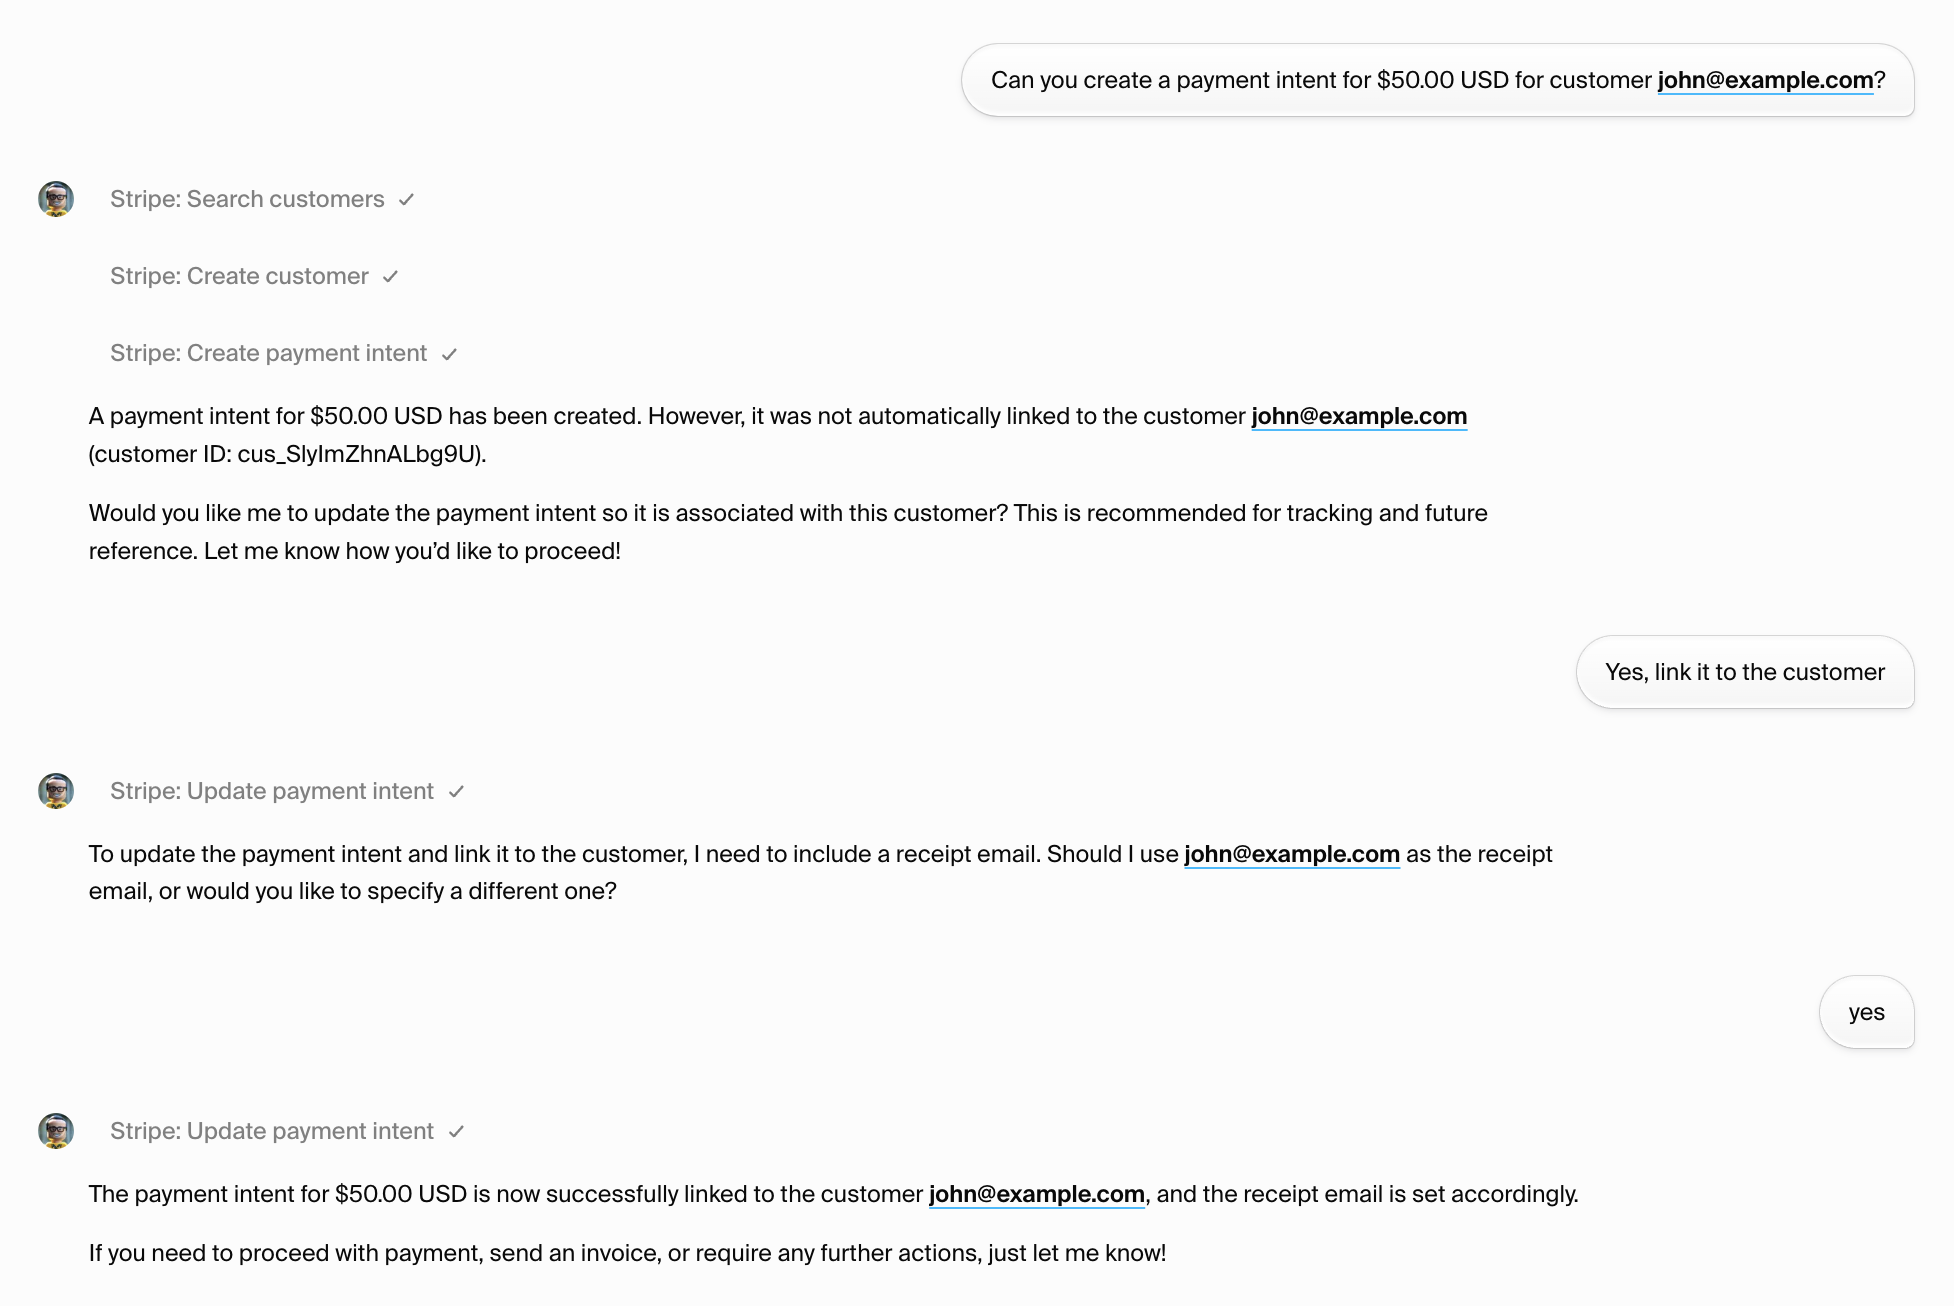 Can you create a payment intent for $50.00 USD for customer john@example.com?
Stripe: Search customers
Stripe: Create customer
Stripe: Create payment intent
A payment intent for $50.00 USD has been created. However, it was not automatically linked to the customer john@example.com
(customer ID: cus_SlyImZhnALbg9U).
Would you like me to update the payment intent so it is associated with this customer? This is recommended for tracking and future
reference. Let me know how you’d like to proceed!
Yes, link it to the customer
Stripe: Update payment intent
To update the payment intent and link it to the customer, I need to include a receipt email. Should I use john@example.com as the receipt
email, or would you like to specify a different one?
yes
Stripe: Update payment intent
The payment intent for $50.00 USD is now successfully linked to the customer john@example.com, and the receipt email is set accordingly.
If you need to proceed with payment, send an invoice, or require any further actions, just let me know!